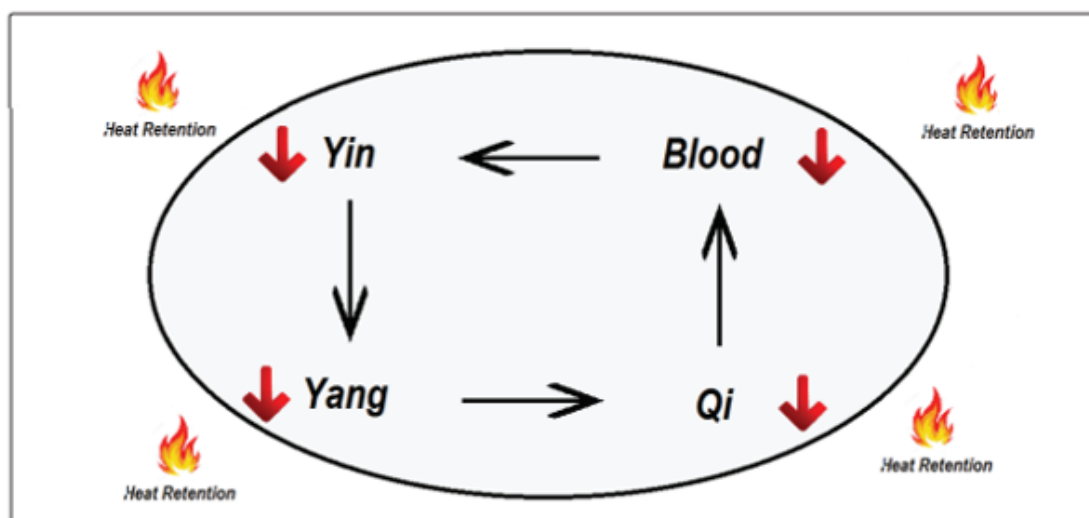 Heat Retention
Heat Retention
Yin
Blood
Yang
Qi
Heat Retention
Heat Retention